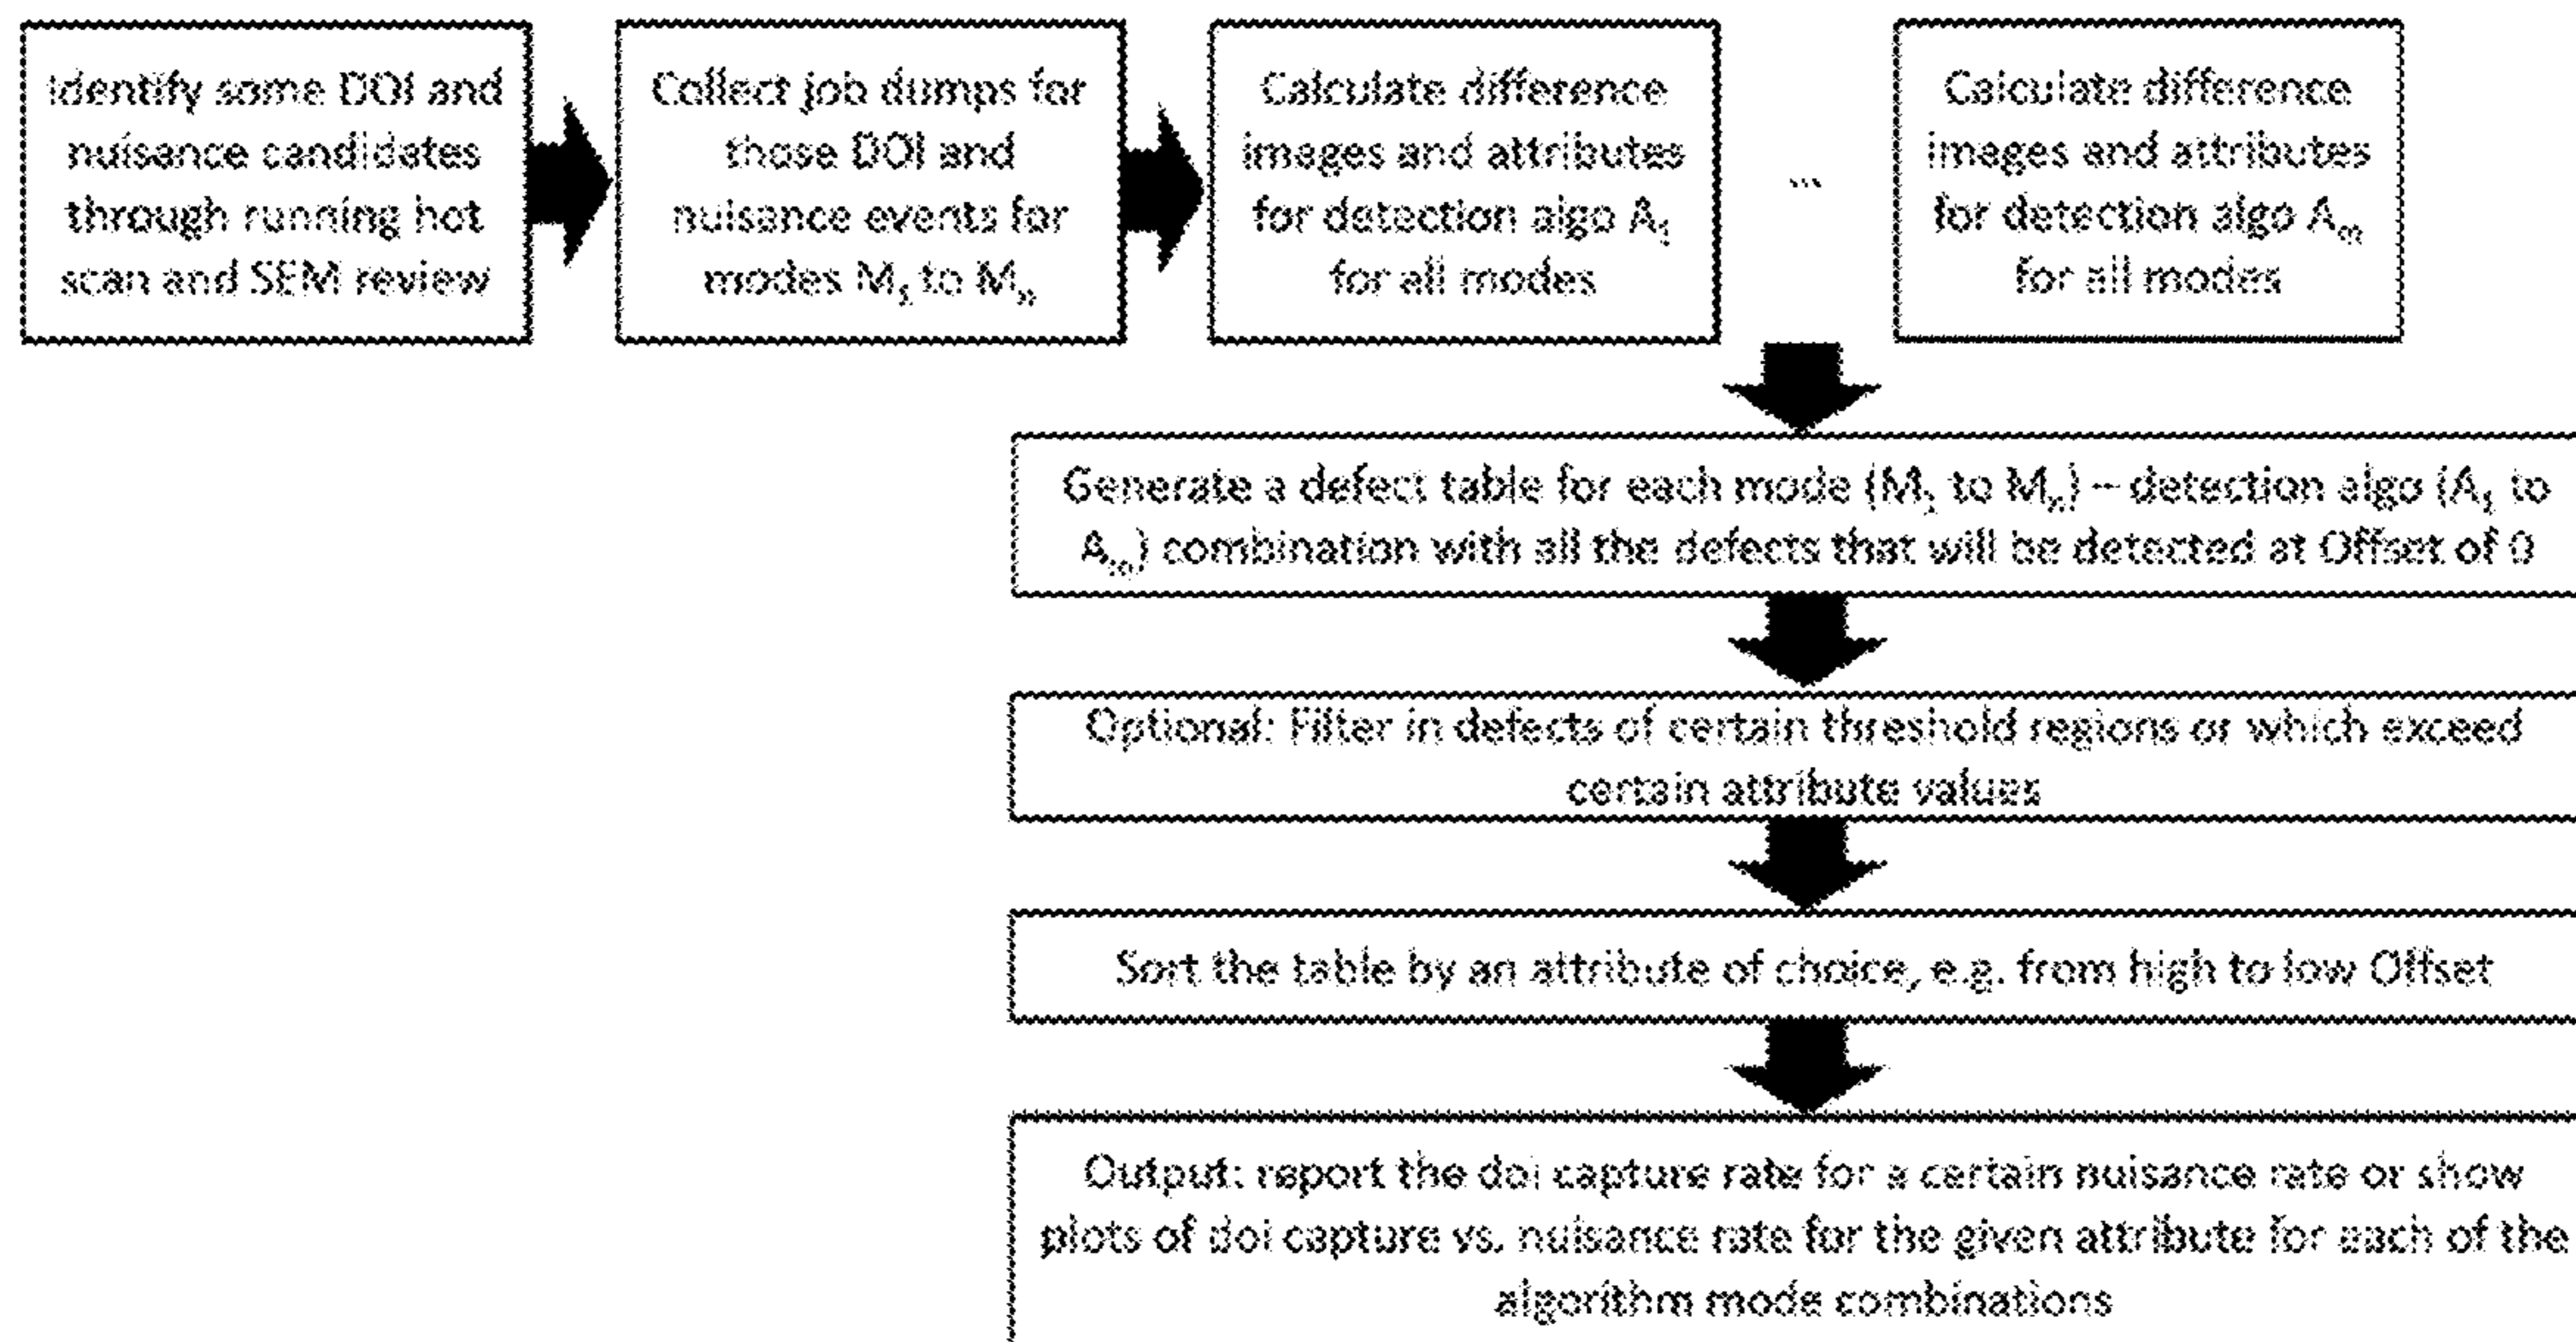 Identify some DOI and
nuisance candidates
through running hot
scan and SEM review
Collect job dumps for
those DOI and
nuisance events for
modes M₁ to Mₙ
Calculate difference
images and attributes
for detection algo A₁
for all modes
...
Calculate difference
images and attributes
for detection algo Aₘ
for all modes
Generate a defect table for each mode (M₁ to Mₙ) – detection algo (A₁ to
Aₘ) combination with all the defects that will be detected at Offset of 0
Optional: Filter in defects of certain threshold regions or which exceed
certain attribute values
Sort the table by an attribute of choice, e.g. from high to low Offset
Output: report the doi capture rate for a certain nuisance rate or show
plots of doi capture vs. nuisance rate for the given attribute for each of the
algorithm mode combinations